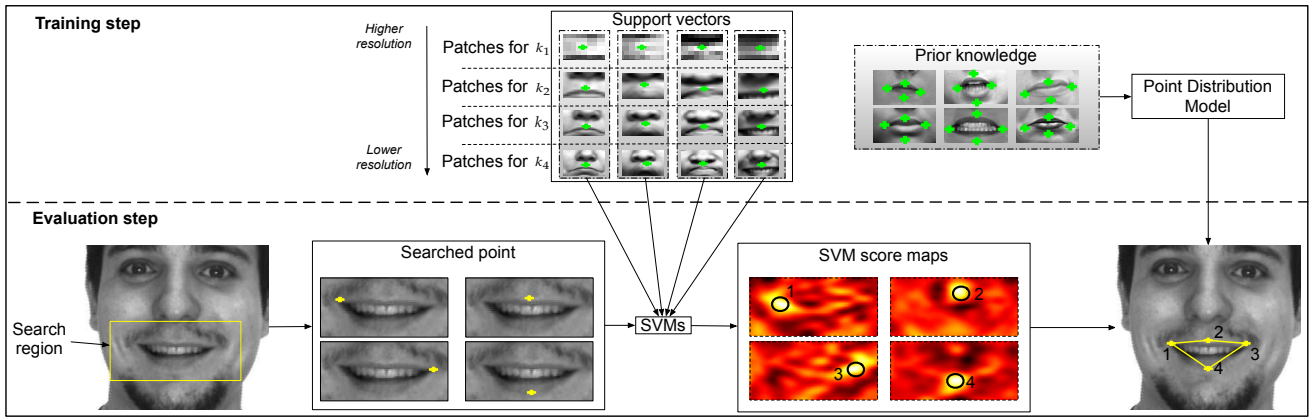 Training step
Higher
resolution
Lower
resolution
Support vectors
Patches for k₁
Patches for k₂
Patches for k₃
Patches for k₄
Prior knowledge
Point Distribution
Model
Evaluation step
Search
region
Searched point
SVMs
SVM score maps
1
2
3
4
1
2
3
4